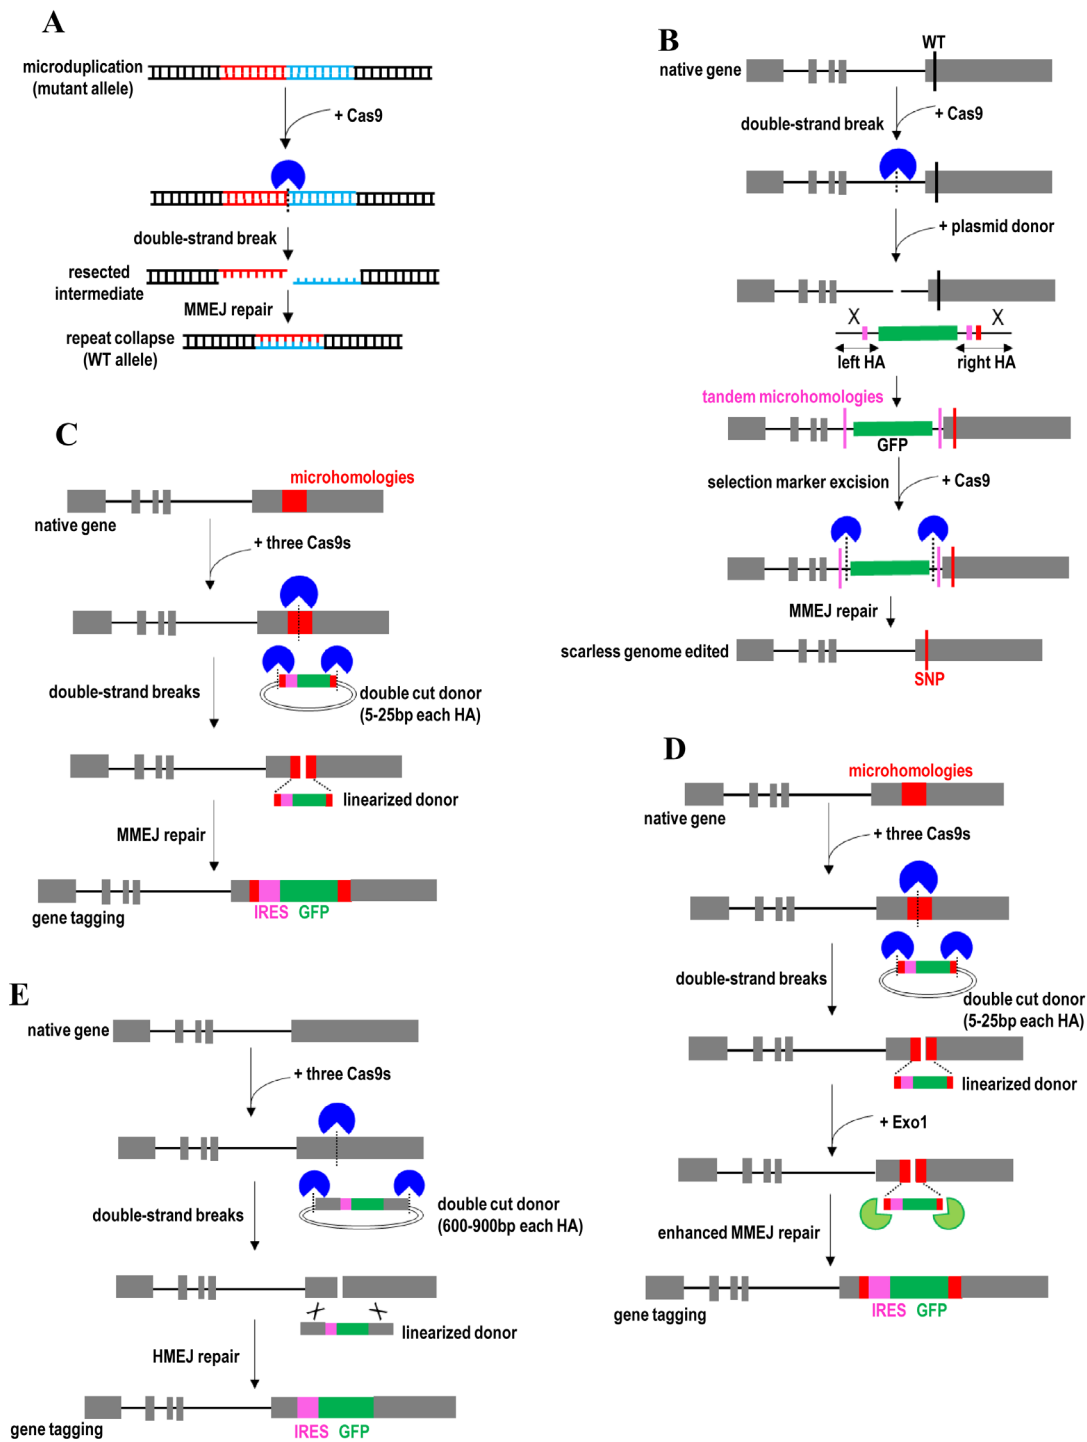 A
microduplication
(mutant allele)
+ Cas9
double-strand break
resected
intermediate
MMEJ repair
repeat collapse
(WT allele)
B
WT
native gene
+ Cas9
double-strand break
+ plasmid donor
X
X
left HA
right HA
tandem microhomologies
GFP
selection marker excision
+ Cas9
MMEJ repair
scarless genome edited
SNP
C
microhomologies
native gene
+ three Cas9s
double-strand breaks
double cut donor
(5-25bp each HA)
linearized donor
MMEJ repair
gene tagging
IRES GFP
D
microhomologies
native gene
+ three Cas9s
double-strand breaks
double cut donor
(5-25bp each HA)
linearized donor
+ Exo1
enhanced MMEJ repair
gene tagging
IRES GFP
E
native gene
+ three Cas9s
double-strand breaks
double cut donor
(600-900bp each HA)
X
X
linearized donor
HMEJ repair
gene tagging
IRES GFP